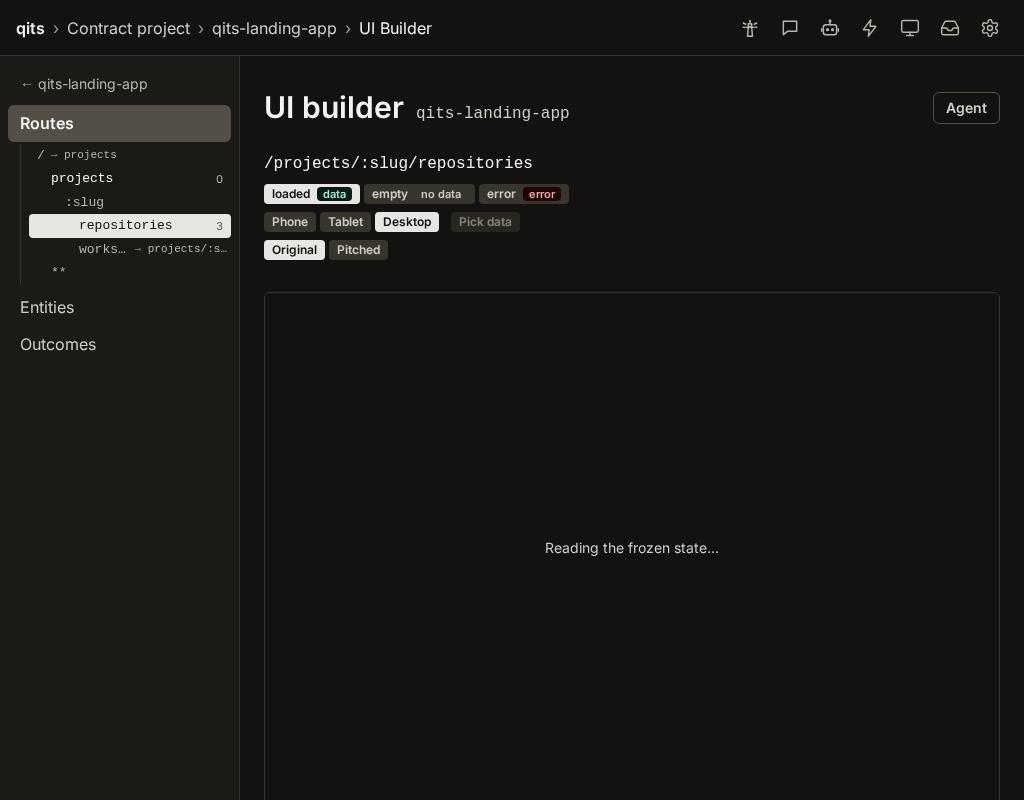 qits › Contract project › qits-landing-app › UI Builder
← qits-landing-app
Routes
/ → projects
projects 0
:slug
repositories 3
works… → projects/:s…
**
Entities
Outcomes
UI builder qits-landing-app
Agent
/projects/:slug/repositories
loaded data empty no data error error
Phone Tablet Desktop Pick data
Original Pitched
Reading the frozen state…